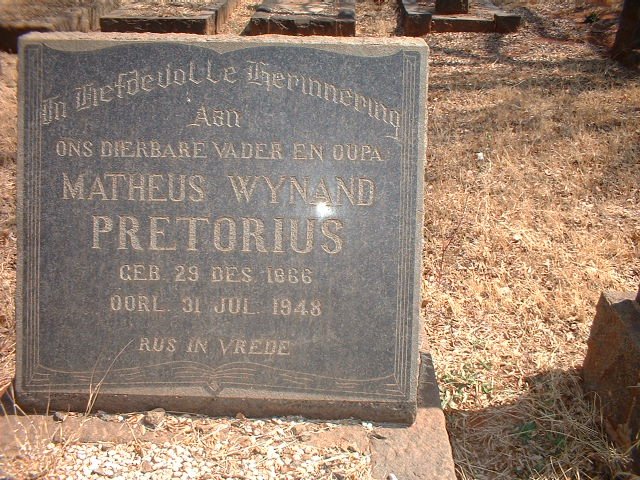 In Liefdevolle Herinnering
Aan
ONS DIERBARE VADER EN OUPA
MATHEUS WYNAND
PRETORIUS
GEB. 29 DES. 1866
OORL. 31 JUL. 1948
RUS IN VREDE